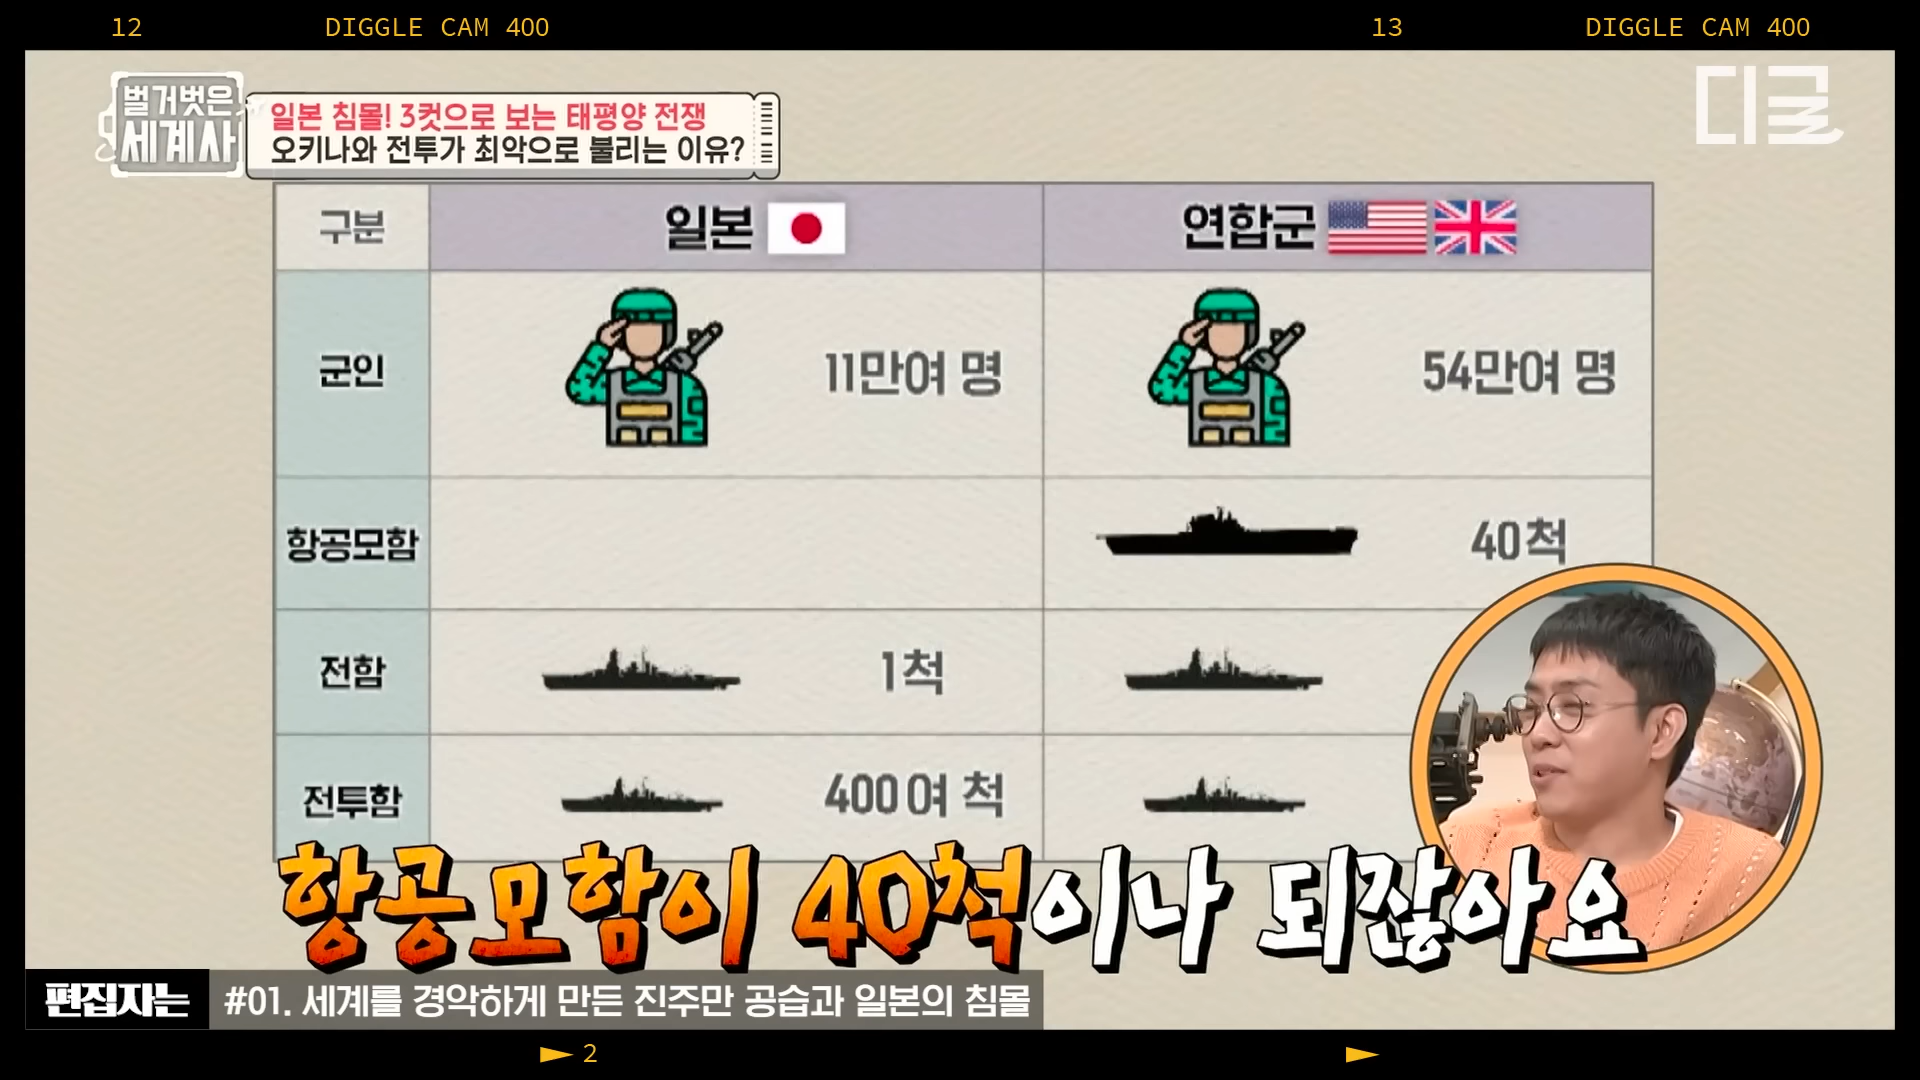 12 DIGGLE CAM 400 13 DIGGLE CAM 400
벌거벗은
세계사
일본 침몰! 3컷으로 보는 태평양 전쟁
오키나와 전투가 최악으로 불리는 이유?
디글
구분 일본 연합군
군인 11만여 명 54만여 명
항공모함 40척
전함 1척
전투함 400여 척
항공모함이 40척이나 되잖아요
편집자는 #01. 세계를 경악하게 만든 진주만 공습과 일본의 침몰
2